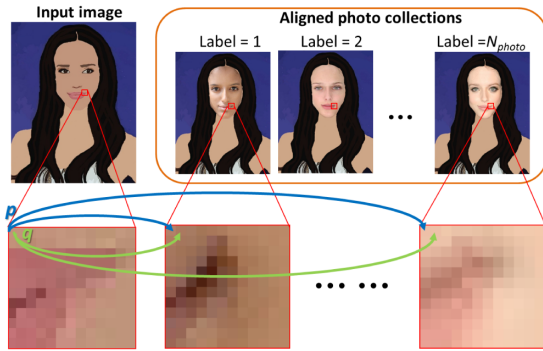 Input image
Aligned photo collections
Label = 1
Label = 2
Label =N_photo
p
q